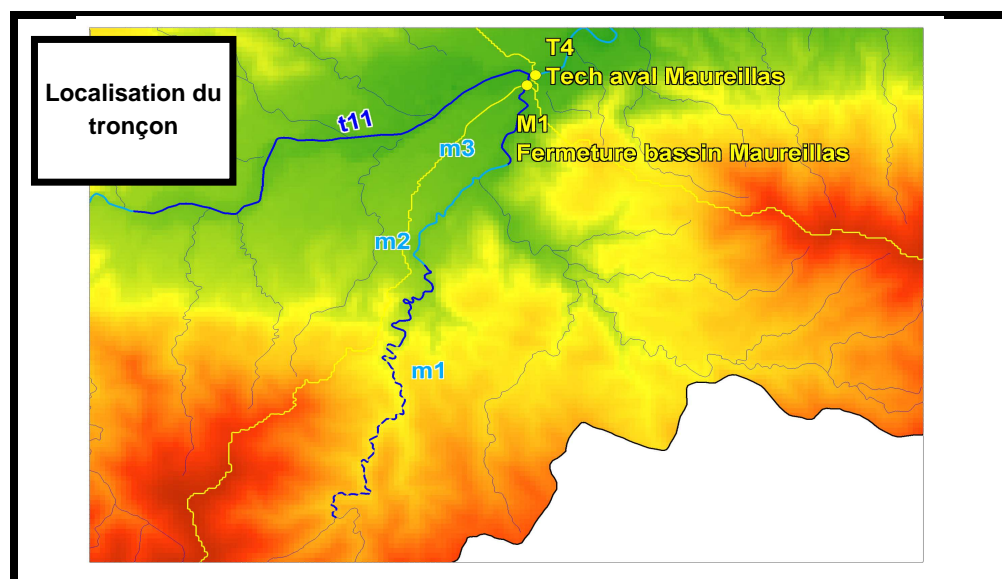 Localisation du
tronçon
T4
Tech aval Maureillas
t11
M1
Fermeture bassin Maureillas
m3
m2
m1